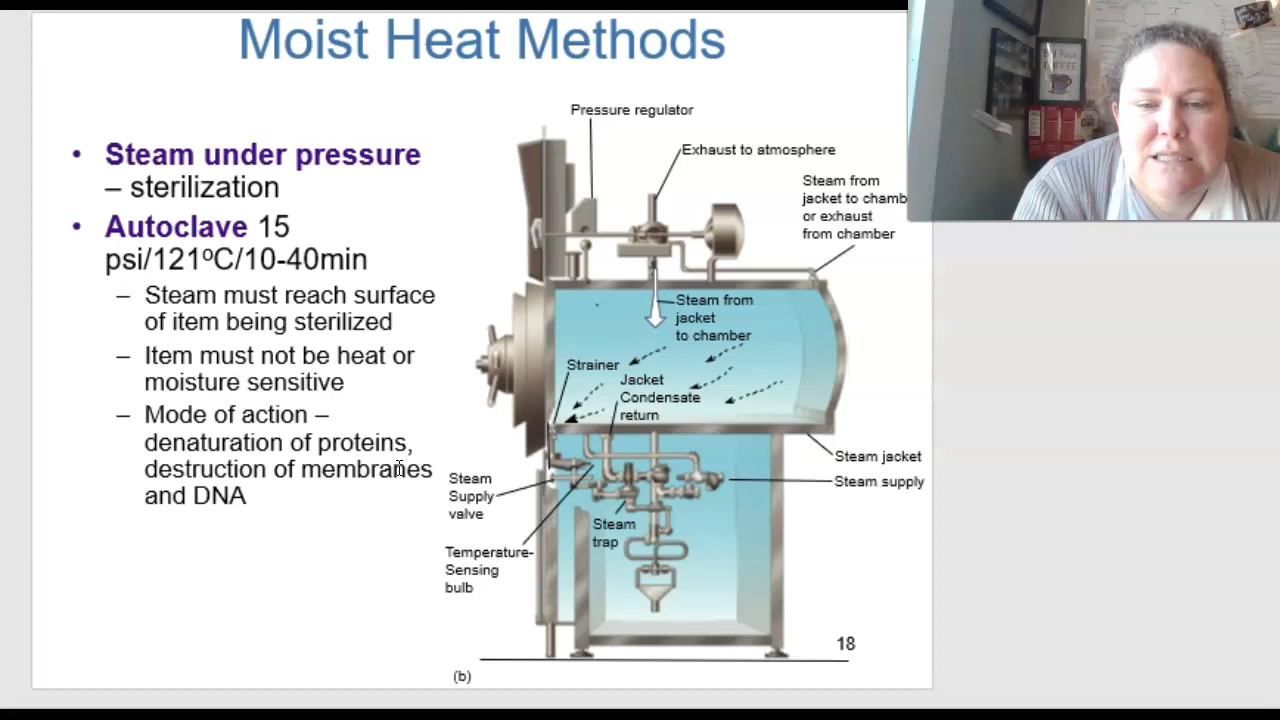 Moist Heat Methods
• Steam under pressure
– sterilization
• Autoclave 15
psi/121ºC/10-40min
– Steam must reach surface
of item being sterilized
– Item must not be heat or
moisture sensitive
– Mode of action –
denaturation of proteins,
destruction of membranes
and DNA
Pressure regulator
Exhaust to atmosphere
Steam from
jacket to chamb
or exhaust
from chamber
Steam from
jacket
to chamber
Strainer
Jacket
Condensate
return
Steam jacket
Steam supply
Steam
Supply
valve
Steam
trap
Temperature-
Sensing
bulb
18
(b)
COFFEE